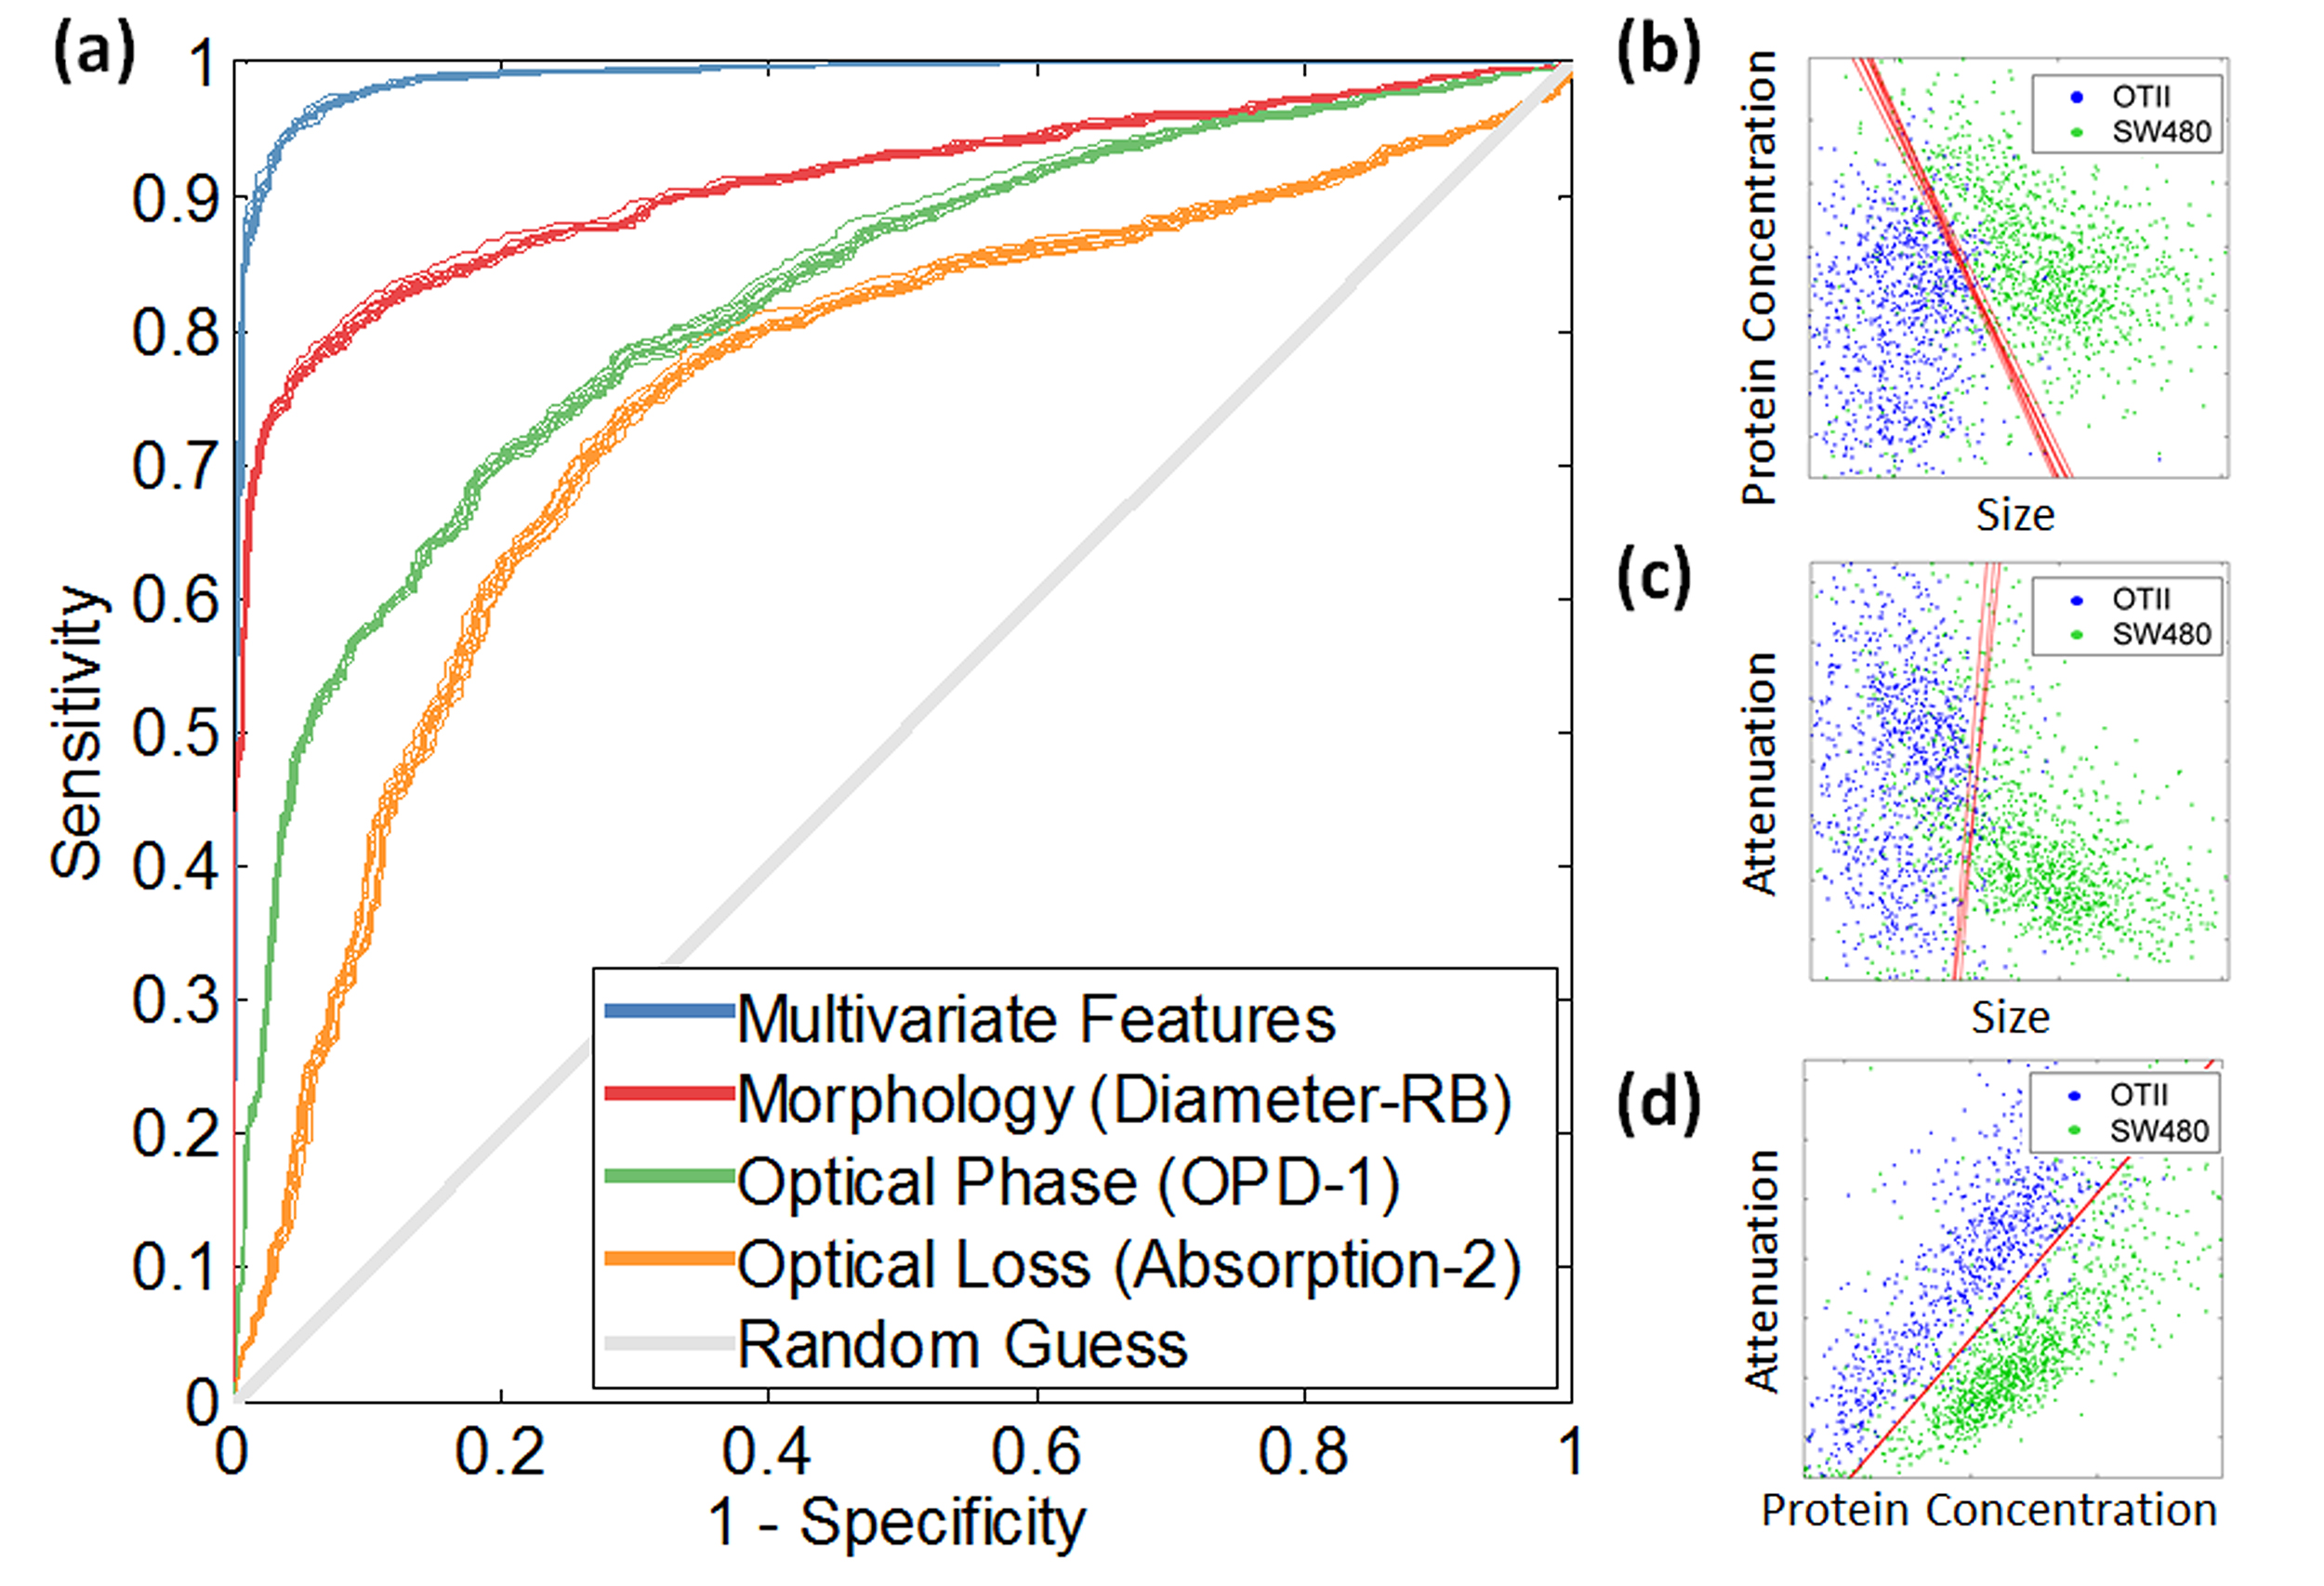 (a)
1
0.9
0.8
0.7
0.6
0.5
0.4
0.3
0.2
0.1
0
Sensitivity
0
0.2
0.4
0.6
0.8
1
1 - Specificity
Multivariate Features
Morphology (Diameter-RB)
Optical Phase (OPD-1)
Optical Loss (Absorption-2)
Random Guess
(b)
Protein Concentration
OTII
SW480
Size
(c)
Attenuation
OTII
SW480
Size
(d)
Attenuation
OTII
SW480
Protein Concentration